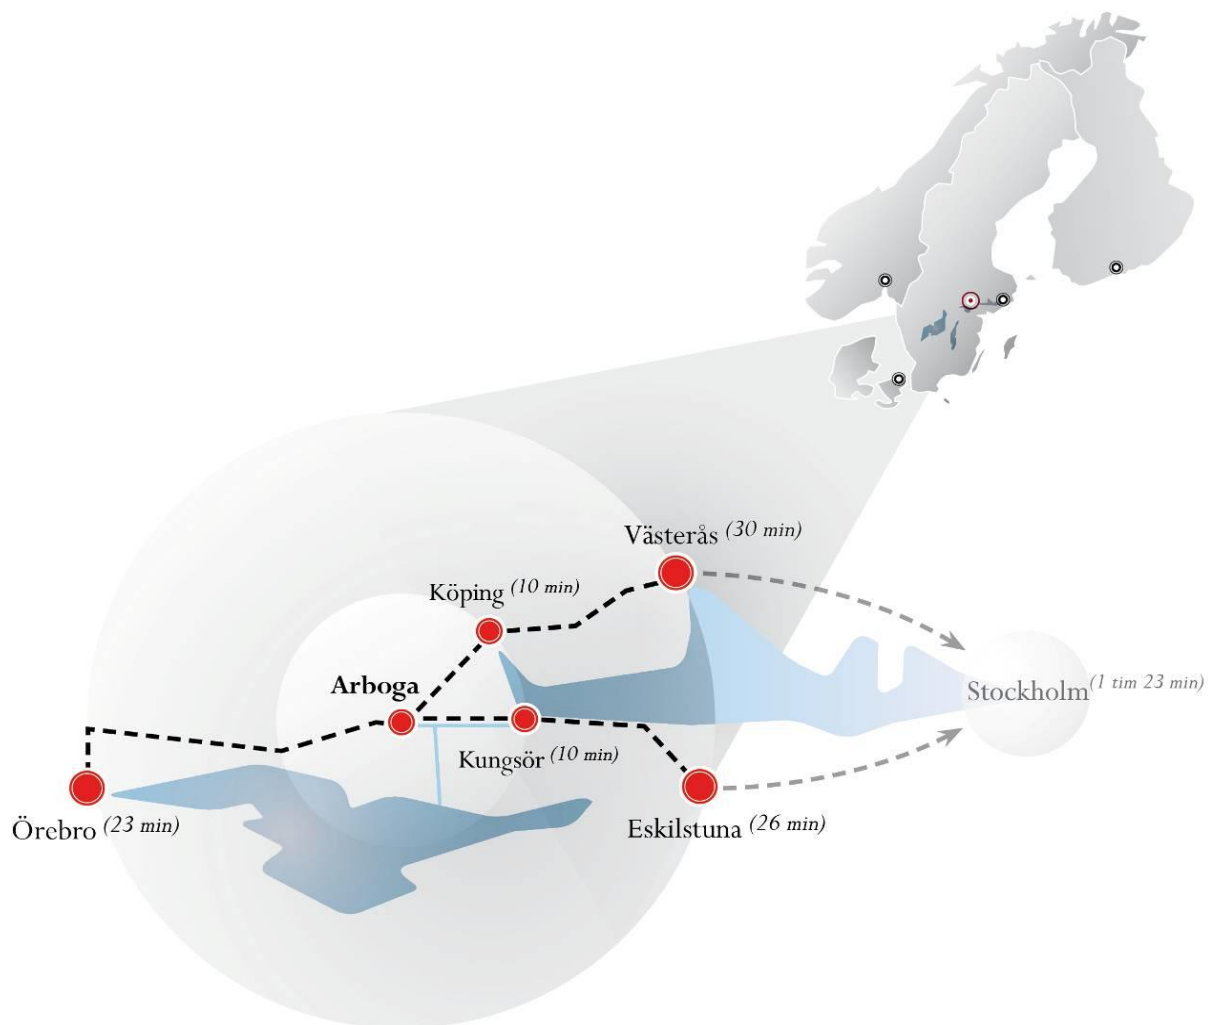 Västerås (30 min)
Köping (10 min)
Arboga
Stockholm (1 tim 23 min)
Kungsör (10 min)
Örebro (23 min)
Eskilstuna (26 min)